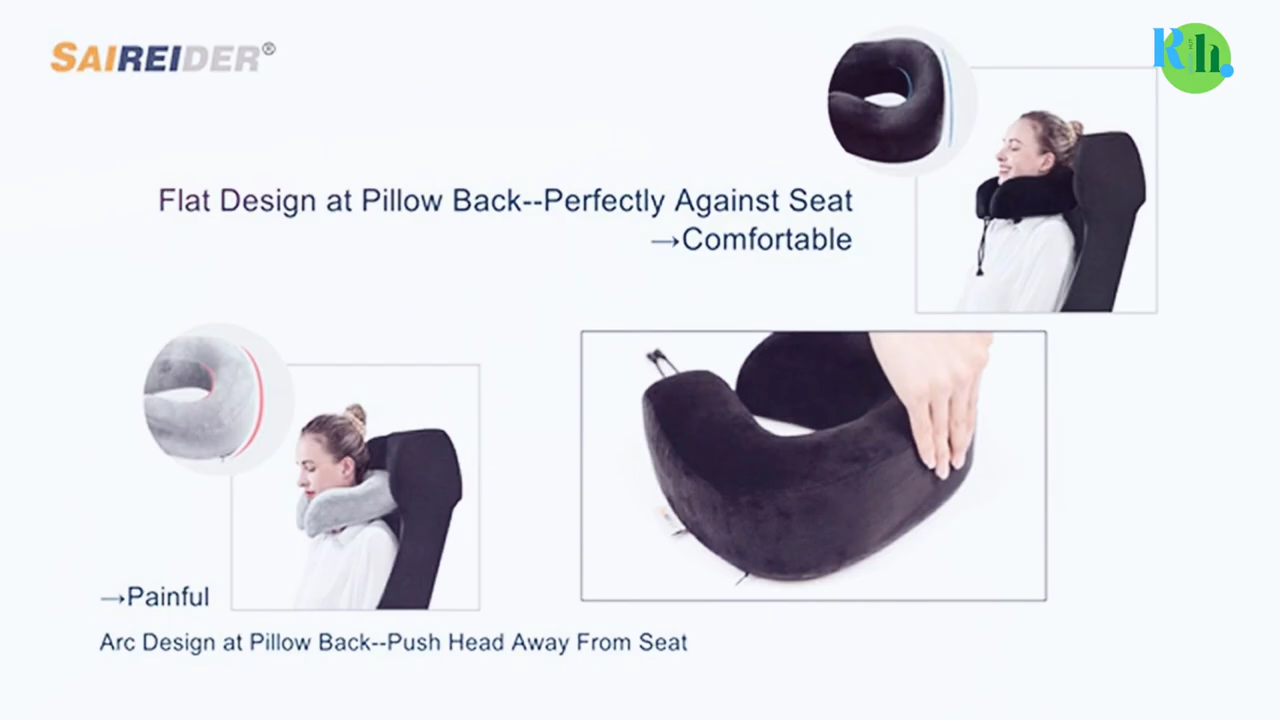 SAIREIDER®
Rh.
Flat Design at Pillow Back--Perfectly Against Seat
→Comfortable
→Painful
Arc Design at Pillow Back--Push Head Away From Seat